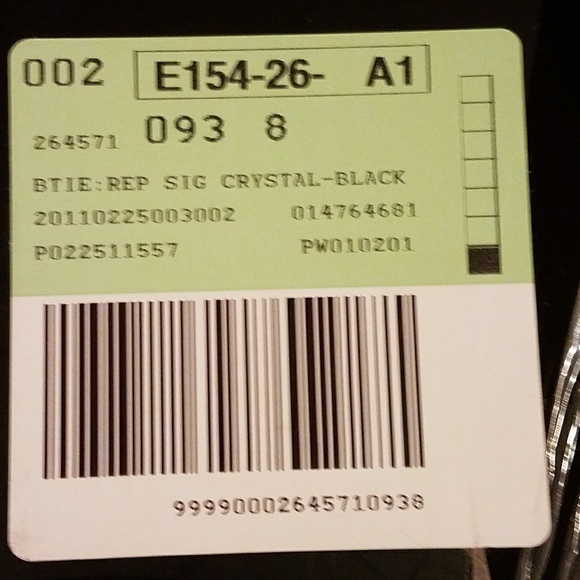 002 E154-26- A1
264571 093 8
BTIE:REP SIG CRYSTAL-BLACK
20110225003002 014764681
P022511557 PW010201
99990002645710938